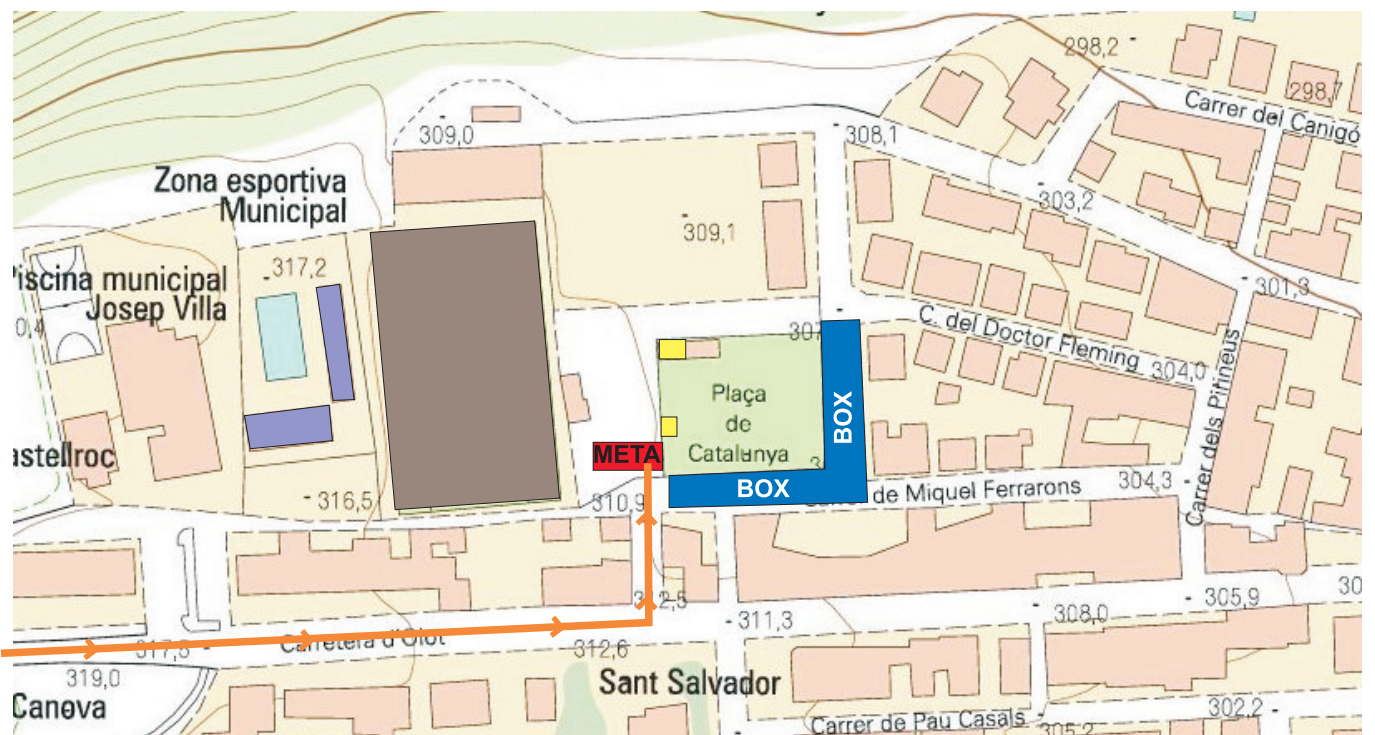 298,2
298,7
Carrer del Canigó
309,0
308,1
Zona esportiva
Municipal
303,2
309,1
317,2
Piscina municipal
Josep Villa
301,3
C. del Doctor Fleming
304,0
Carrer dels Pirineus
Plaça
de
Catalunya
BOX
META
BOX
de Miquel Ferrarons
304,3
316,5
310,9
astellroc
305,9
308,0
311,3
312,6
Carretera d'Olot
319,0
Canova
Sant Salvador
Carrer de Pau Casals
302,2
305,2